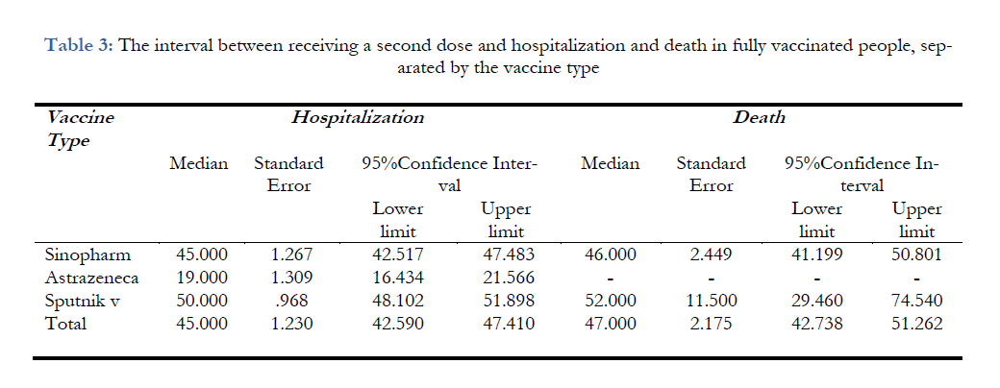 Table 3: The interval between receiving a second dose and hospitalization and death in fully vaccinated people, sep-
arated by the vaccine type
Vaccine Type Hospitalization Death
Median Standard Error 95%Confidence Inter-val Median Standard Error 95%Confidence In-terval
Lower limit Upper limit Lower limit Upper limit
Sinopharm 45.000 1.267 42.517 47.483 46.000 2.449 41.199 50.801
Astrazeneca 19.000 1.309 16.434 21.566 - - - -
Sputnik v 50.000 .968 48.102 51.898 52.000 11.500 29.460 74.540
Total 45.000 1.230 42.590 47.410 47.000 2.175 42.738 51.262